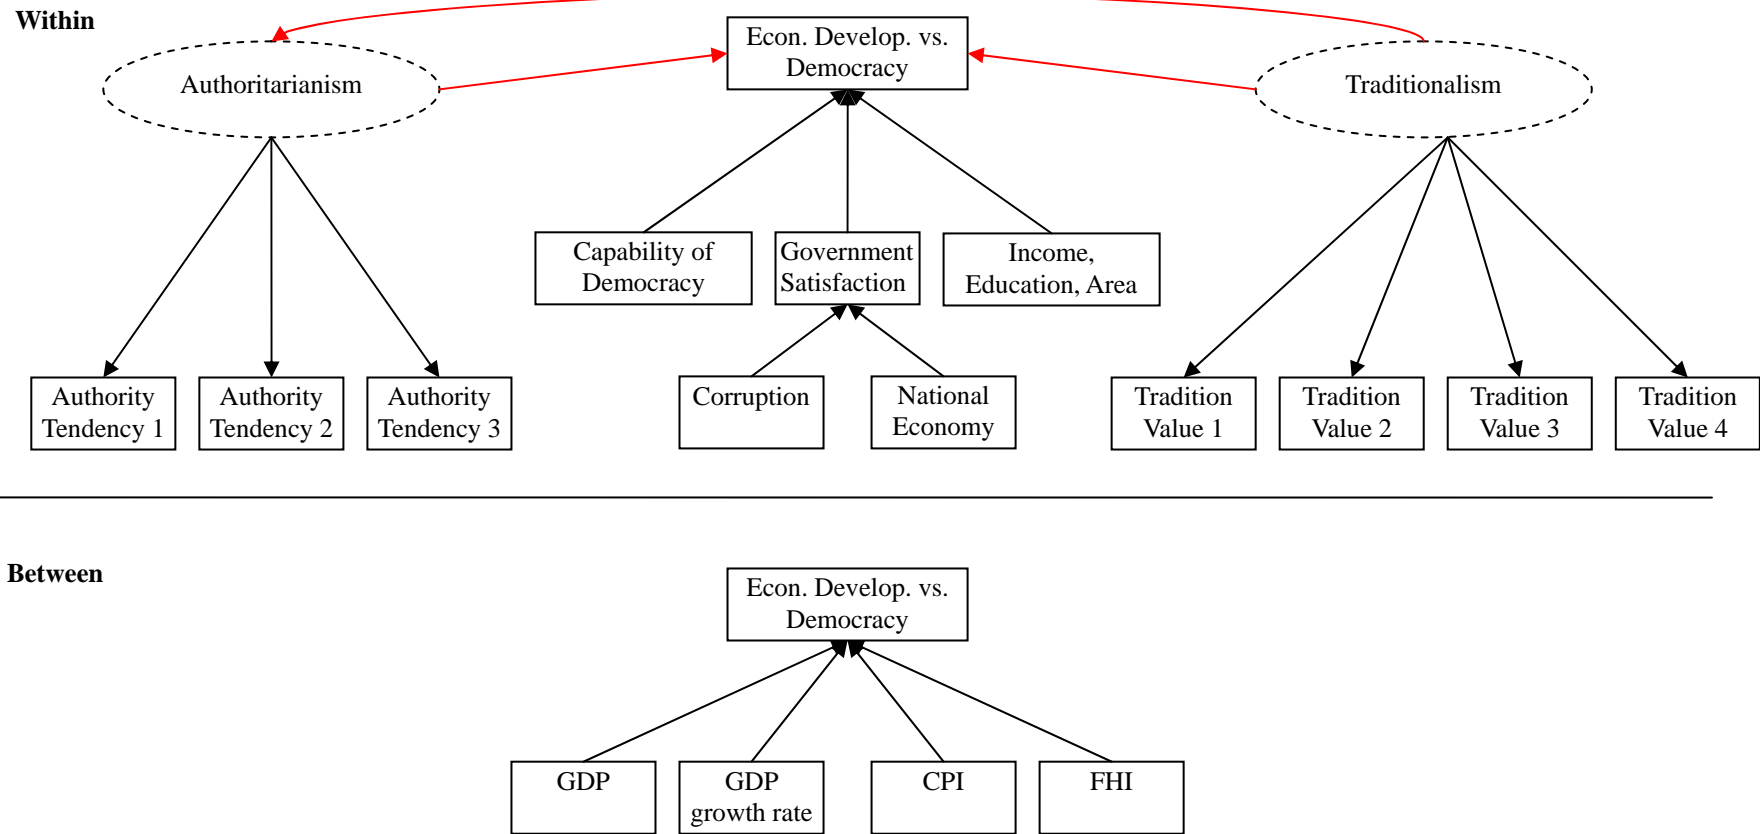 Within
Econ. Develop. vs.
Democracy
Authoritarianism
Traditionalism
Capability of
Democracy
Government
Satisfaction
Income,
Education, Area
Authority
Tendency 1
Authority
Tendency 2
Authority
Tendency 3
Corruption
National
Economy
Tradition
Value 1
Tradition
Value 2
Tradition
Value 3
Tradition
Value 4
Between
Econ. Develop. vs.
Democracy
GDP
GDP
growth rate
CPI
FHI